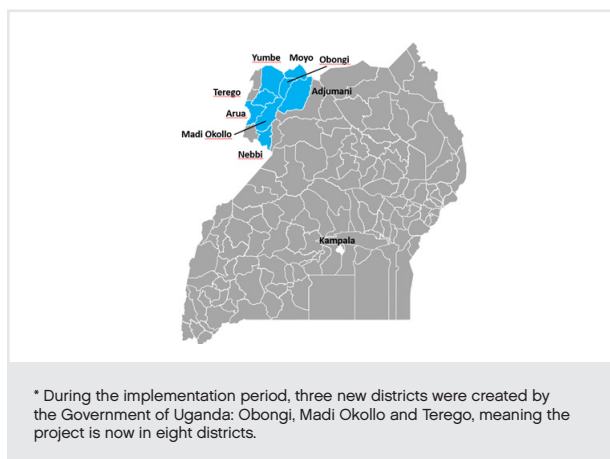 Yumbe Moyo Obongi
Terego
Adjumani
Arua
Madi Okollo
Nebbi
Kampala
* During the implementation period, three new districts were created by
the Government of Uganda: Obongi, Madi Okollo and Terego, meaning the
project is now in eight districts.